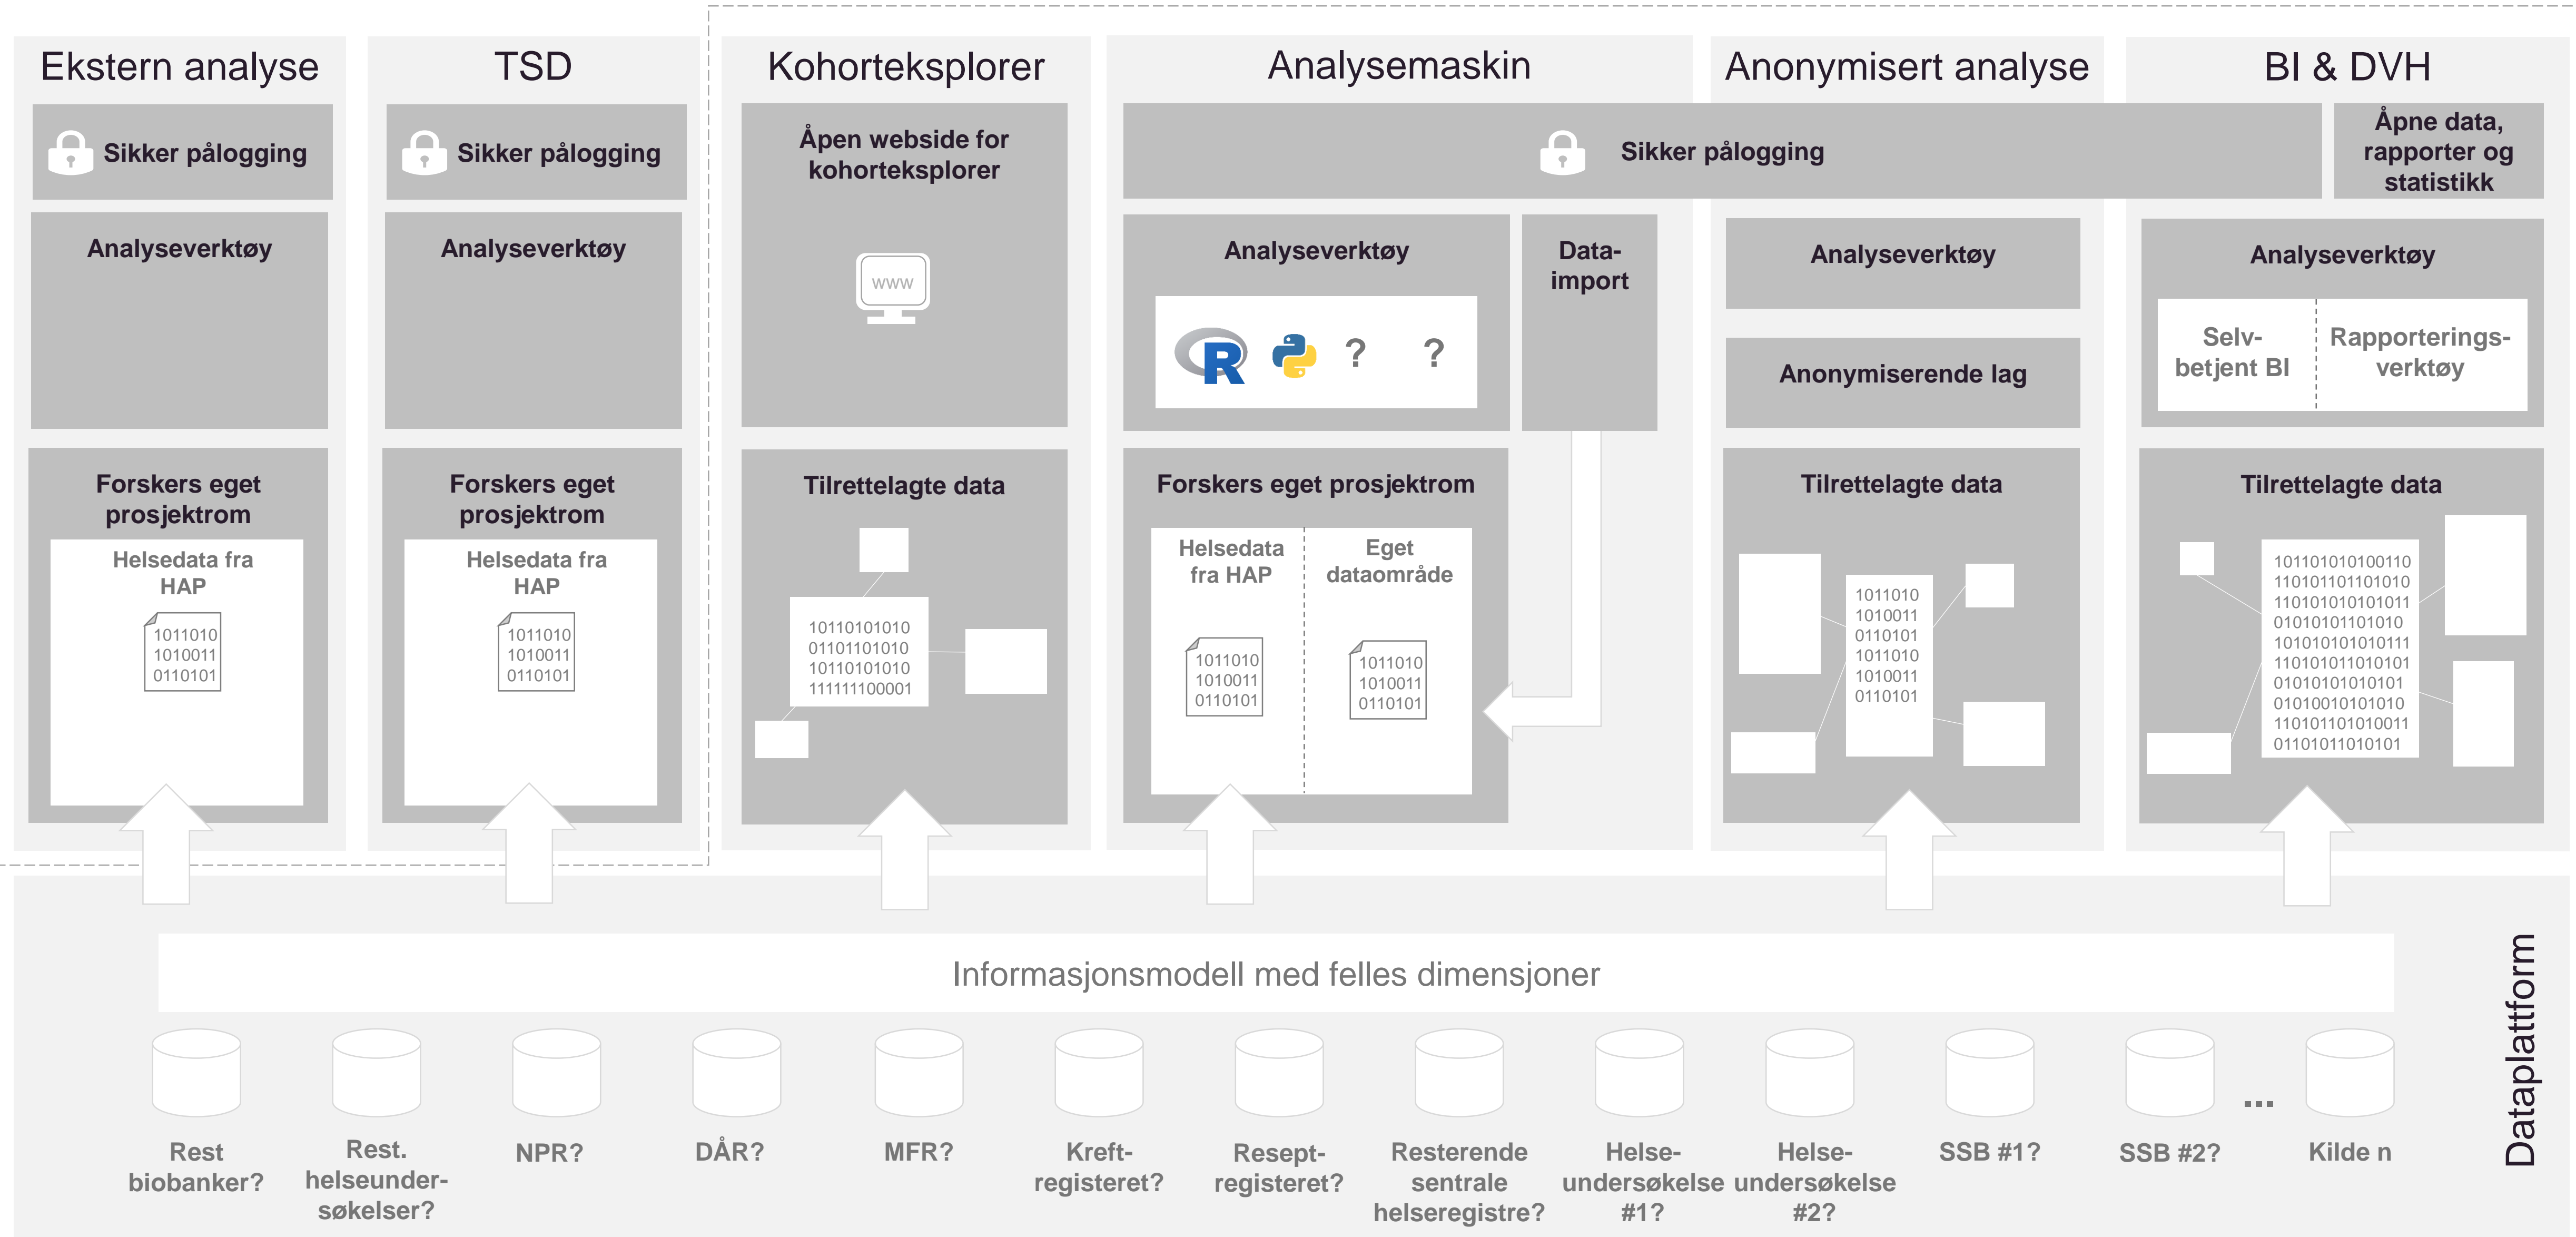 Ekstern analyse
Sikker pålogging
Analyseverktøy
Forskers eget
prosjektrom
Helsedata fra
HAP
1011010
1010011
0110101
TSD
Sikker pålogging
Analyseverktøy
Forskers eget
prosjektrom
Helsedata fra
HAP
1011010
1010011
0110101
Kohorteksplorer
Åpen webside for
kohorteksplorer
www
Tilrettelagte data
10110101010
01101101010
10110101010
111111100001
Analysemaskin
Sikker pålogging
Analyseverktøy
R
?
?
Data-
import
Forskers eget prosjektrom
Helsedata
fra HAP
1011010
1010011
0110101
Eget
dataområde
1011010
1010011
0110101
Anonymisert analyse
Analyseverktøy
Anonymiserende lag
Tilrettelagte data
1011010
1010011
0110101
1011010
1010011
0110101
BI & DVH
Åpne data,
rapporter og
statistikk
Analyseverktøy
Selv-
betjent BI
Rapporterings-
verktøy
Tilrettelagte data
101101010100110
110101101101010
110101010101011
01010101101010
101010101010111
110101011010101
01010101010101
01010010101010
110101101010011
01101011010101
Informasjonsmodell med felles dimensjoner
Dataplattform
Rest
biobanker?
Rest.
helseunder-
søkelser?
NPR?
DÅR?
MFR?
Kreft-
registeret?
Resept-
registeret?
Resterende
sentrale
helseregistre?
Helse-
undersøkelse
#1?
Helse-
undersøkelse
#2?
SSB #1?
SSB #2?
...
Kilde n